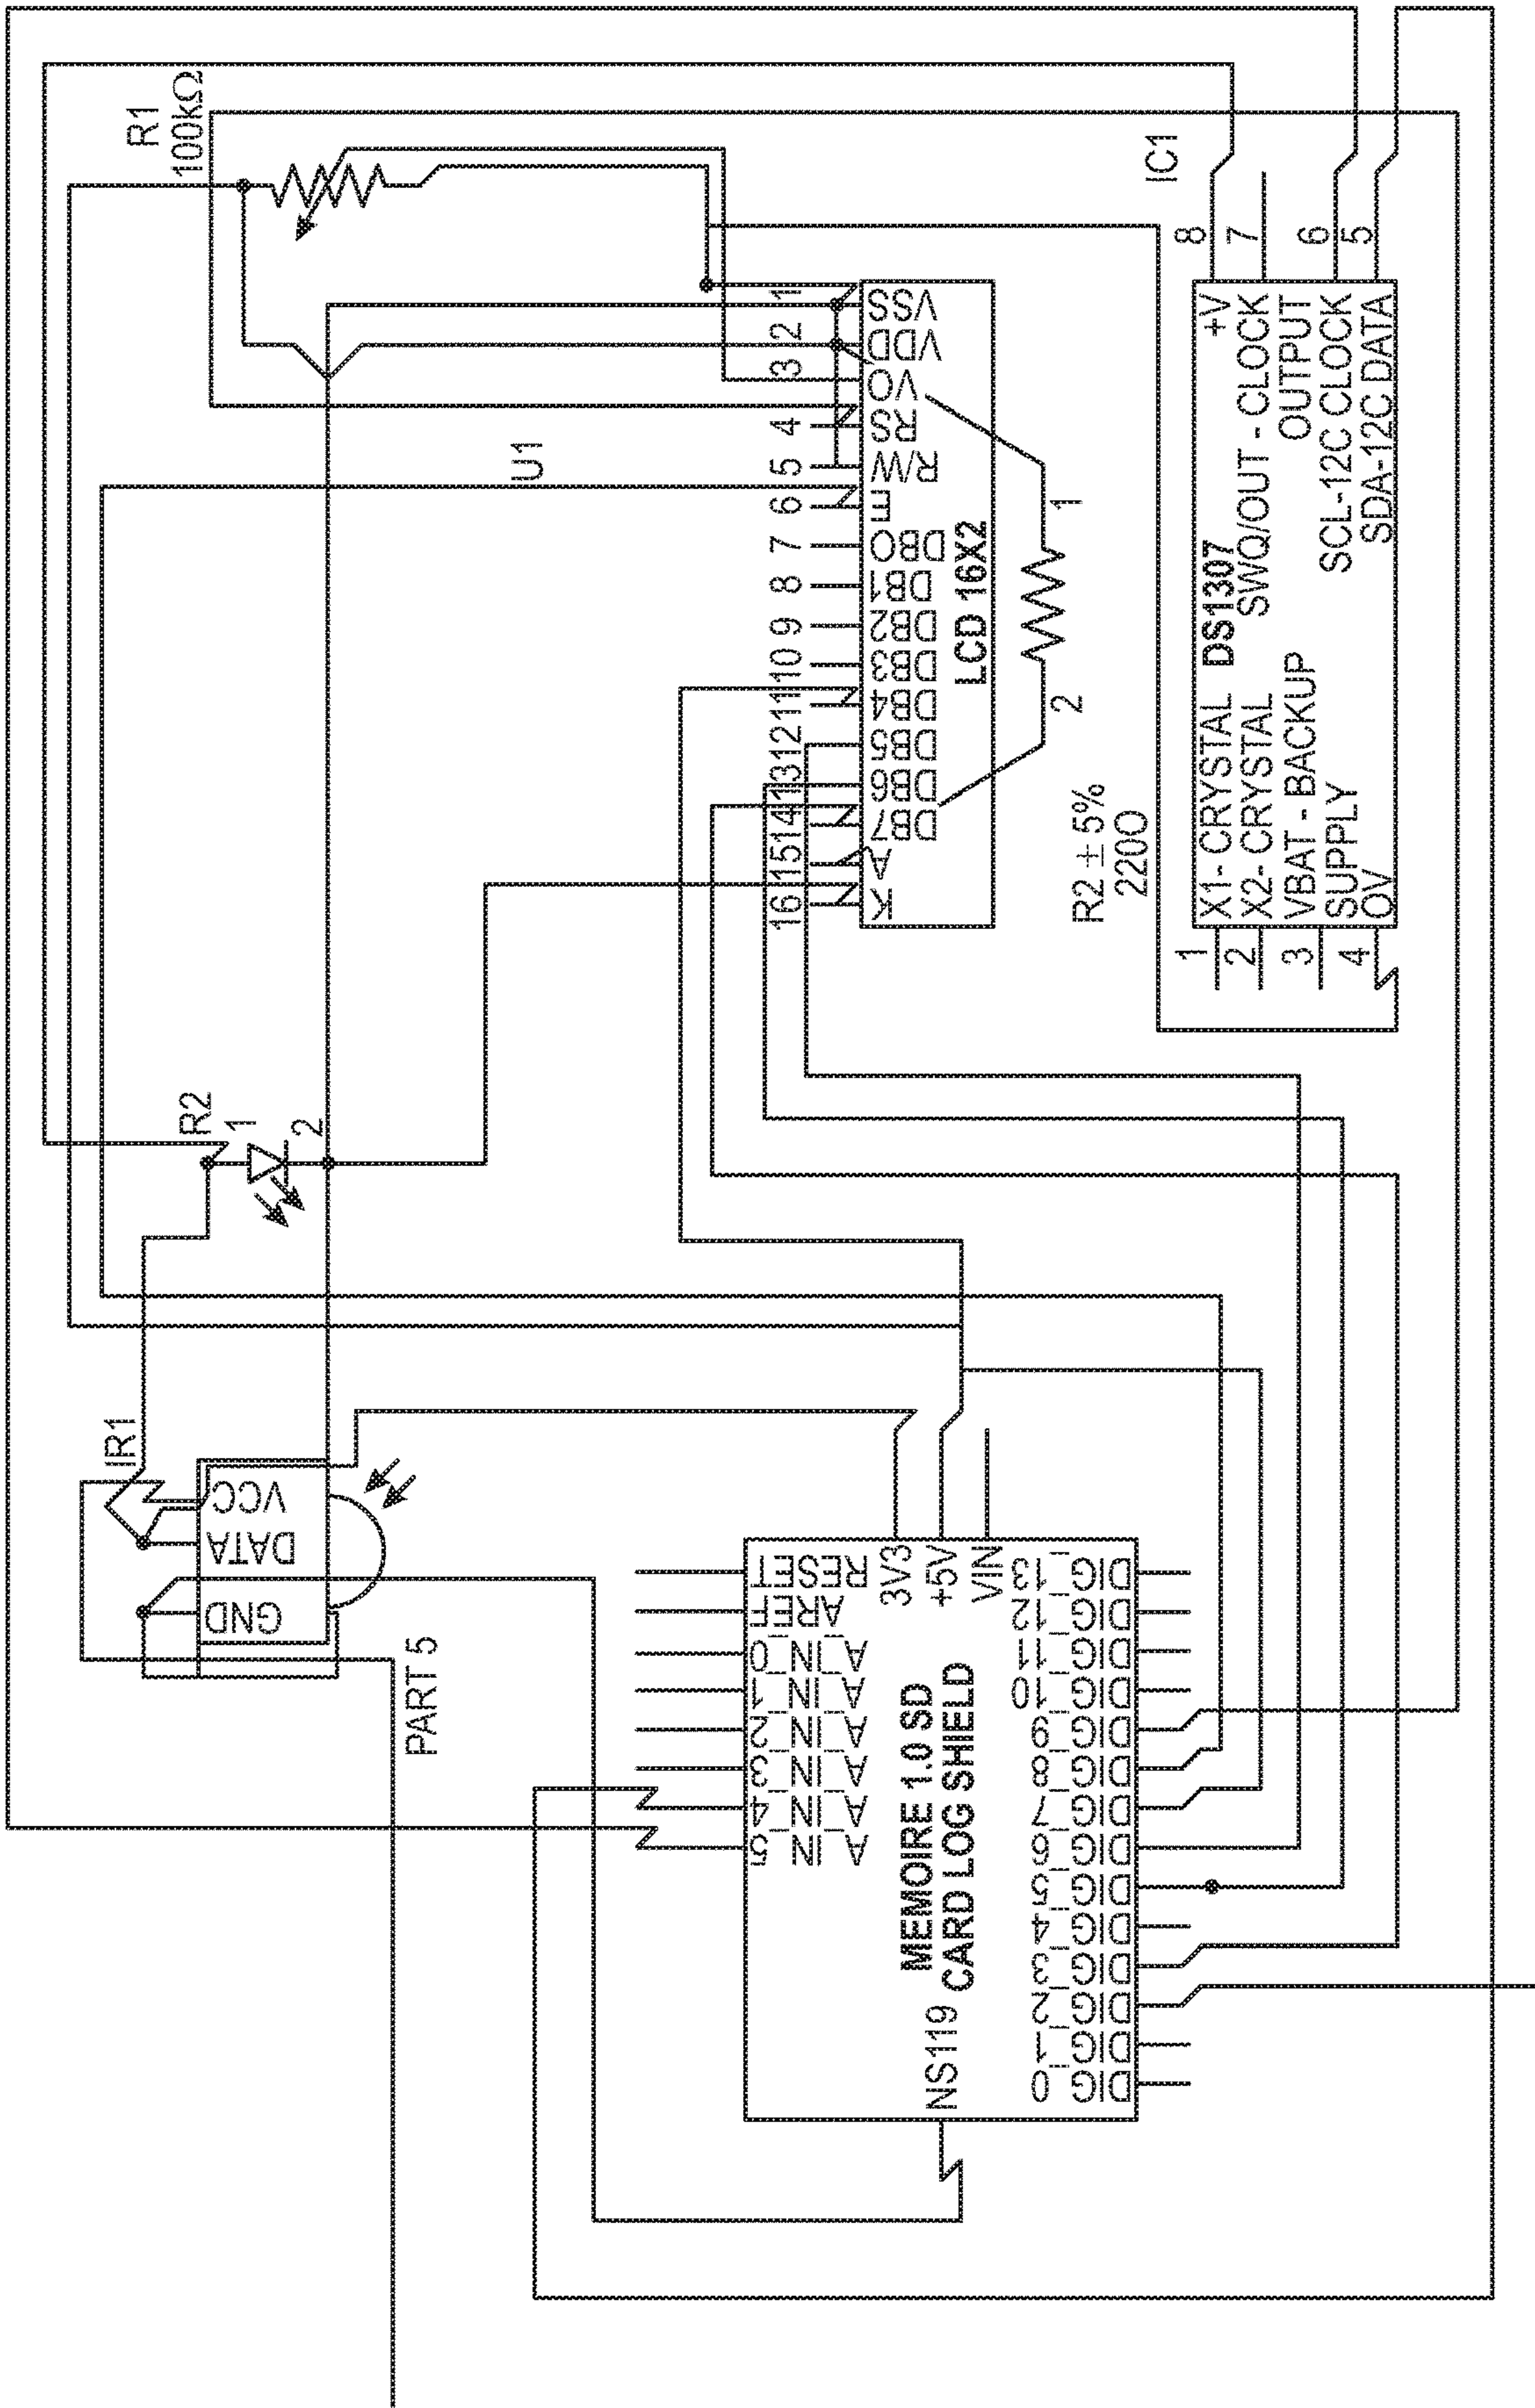 R1
100kΩ
R2
1
2
IR1
VCC
DATA
GND
PART 5
U1
1
2
3
4
5
6
7
8
9
10
11
12
13
14
15
16
VSS
VDD
VO
RS
R/W
E
DBO
DB1
DB2
DB3
DB4
DB5
DB6
DB7
A
K
LCD 16X2
1
2
R2 ± 5%
220O
IC1
8
7
6
5
+V
SWQ/OUT - CLOCK
OUTPUT
SCL-12C CLOCK
SDA-12C DATA
DS1307
X1- CRYSTAL
X2- CRYSTAL
VBAT - BACKUP
SUPPLY
OV
1
2
3
4
RESET
AREF
A_IN_0
A_IN_1
A_IN_2
A_IN_3
A_IN_4
A_IN_5
3V3
+5V
VIN
MEMOIRE 1.0 SD
CARD LOG SHIELD
NS119
DIG_13
DIG_12
DIG_11
DIG_10
DIG_9
DIG_8
DIG_7
DIG_6
DIG_5
DIG_4
DIG_3
DIG_2
DIG_1
DIG_0